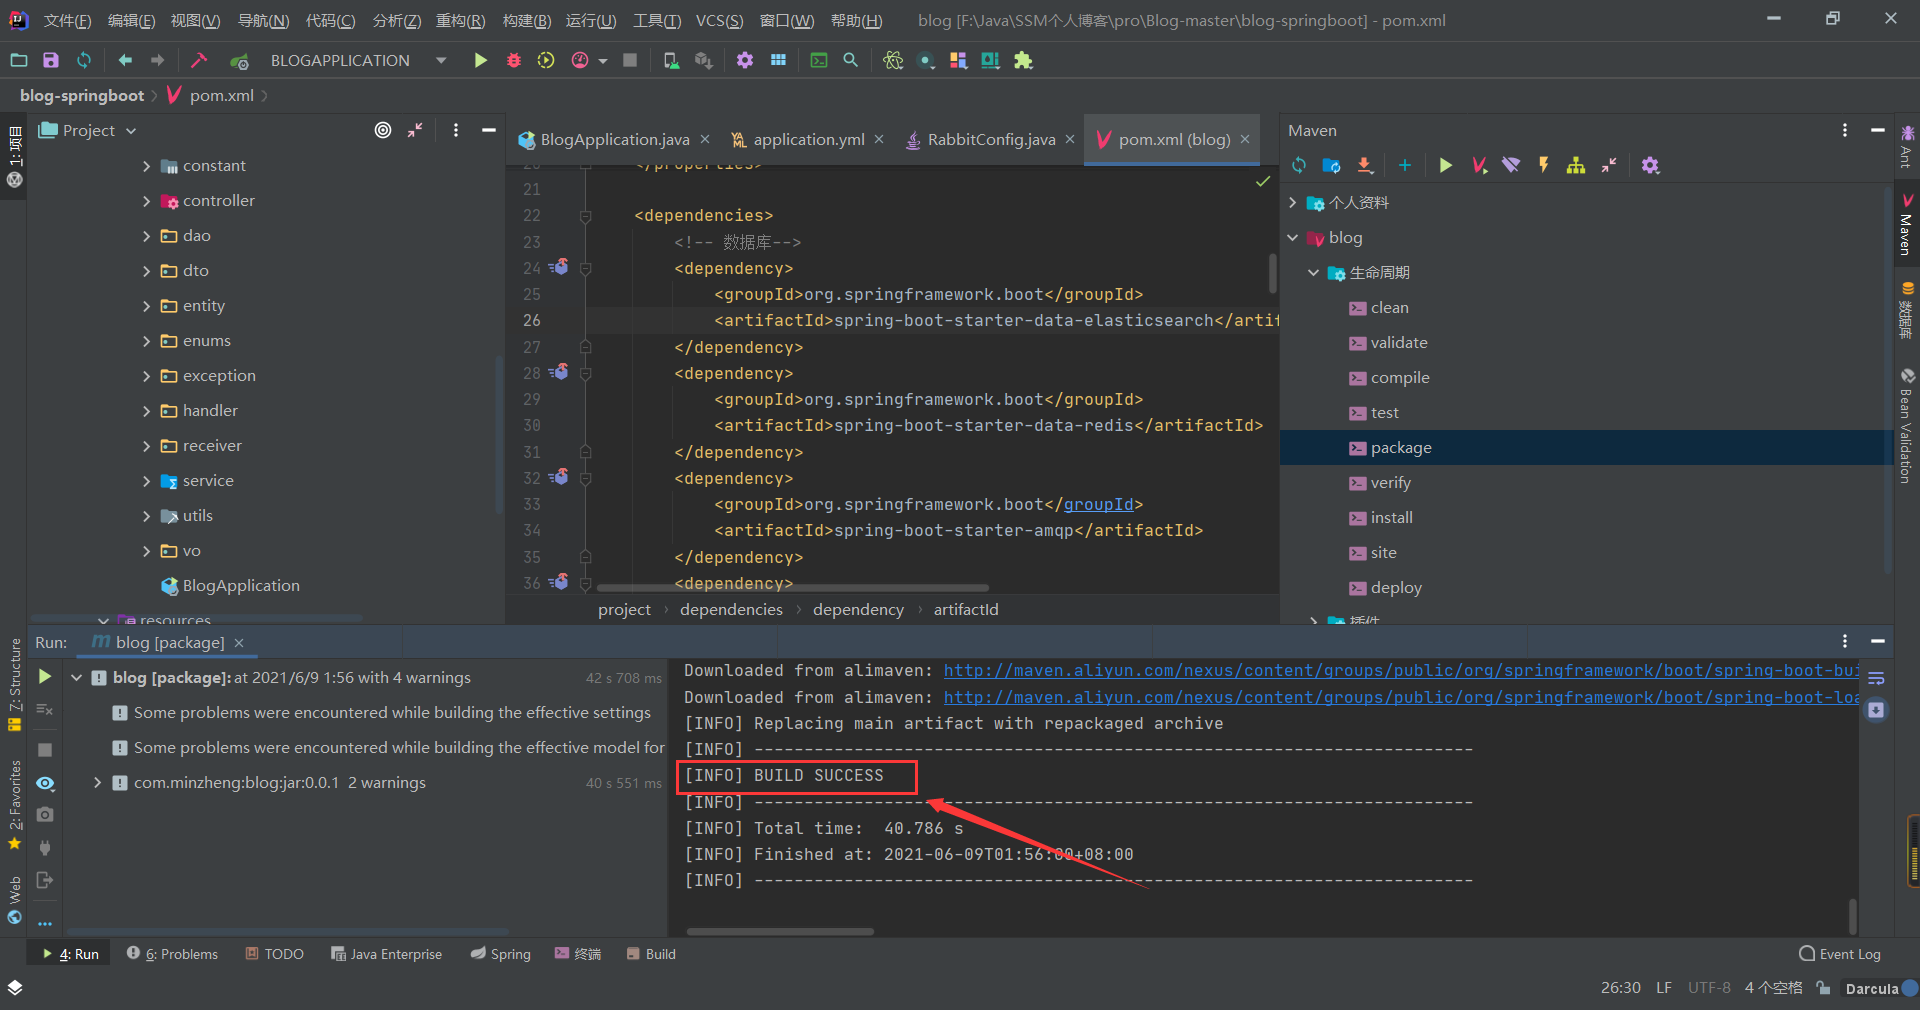 文件(F) 编辑(E) 视图(V) 导航(N) 代码(C) 分析(Z) 重构(R) 构建(B) 运行(U) 工具(T) VCS(S) 窗口(W) 帮助(H) blog [F:\Java\SSM个人博客\pro\Blog-master\blog-springboot] - pom.xml
BLOGAPPLICATION
blog-springboot pom.xml
1: 项目
Project
constant
controller
dao
dto
entity
enums
exception
handler
receiver
service
utils
vo
BlogApplication
resources
BlogApplication.java application.yml RabbitConfig.java pom.xml (blog)
20 </properties>
21
22 <dependencies>
23 <!-- 数据库-->
24 <dependency>
25 <groupId>org.springframework.boot</groupId>
26 <artifactId>spring-boot-starter-data-elasticsearch</artif
27 </dependency>
28 <dependency>
29 <groupId>org.springframework.boot</groupId>
30 <artifactId>spring-boot-starter-data-redis</artifactId>
31 </dependency>
32 <dependency>
33 <groupId>org.springframework.boot</groupId>
34 <artifactId>spring-boot-starter-amqp</artifactId>
35 </dependency>
36 <dependency>
project dependencies dependency artifactId
Maven
个人资料
blog
生命周期
clean
validate
compile
test
package
verify
install
site
deploy
插件
Ant
Maven
数据库
Bean Validation
Run: blog [package]
blog [package]: at 2021/6/9 1:56 with 4 warnings 42 s 708 ms
Some problems were encountered while building the effective settings
Some problems were encountered while building the effective model for
com.minzheng:blog:jar:0.0.1 2 warnings 40 s 551 ms
Downloaded from alimaven: http://maven.aliyun.com/nexus/content/groups/public/org/springframework/boot/spring-boot-bui
Downloaded from alimaven: http://maven.aliyun.com/nexus/content/groups/public/org/springframework/boot/spring-boot-loa
[INFO] Replacing main artifact with repackaged archive
[INFO] ------------------------------------------------------------------------
[INFO] BUILD SUCCESS
[INFO] ------------------------------------------------------------------------
[INFO] Total time:  40.786 s
[INFO] Finished at: 2021-06-09T01:56:00+08:00
[INFO] ------------------------------------------------------------------------
Z: Structure
2: Favorites
Web
4: Run 6: Problems TODO Java Enterprise Spring 终端 Build Event Log
26:30 LF UTF-8 4 个空格 Darcula